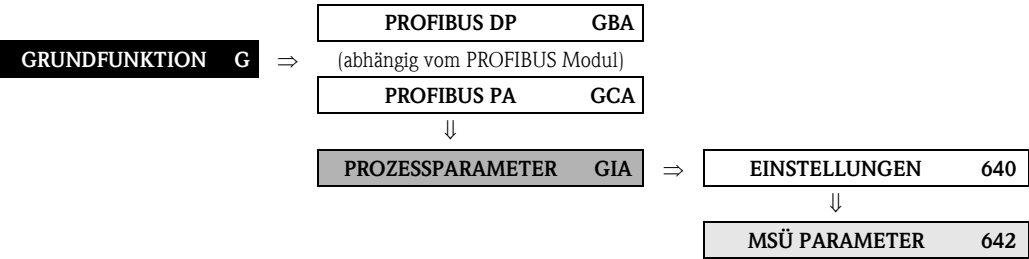 PROFIBUS DP GBA
GRUNDFUNKTION G ⇒ (abhängig vom PROFIBUS Modul)
PROFIBUS PA GCA
⇓
PROZESSPARAMETER GIA ⇒ EINSTELLUNGEN 640
⇓
MSÜ PARAMETER 642